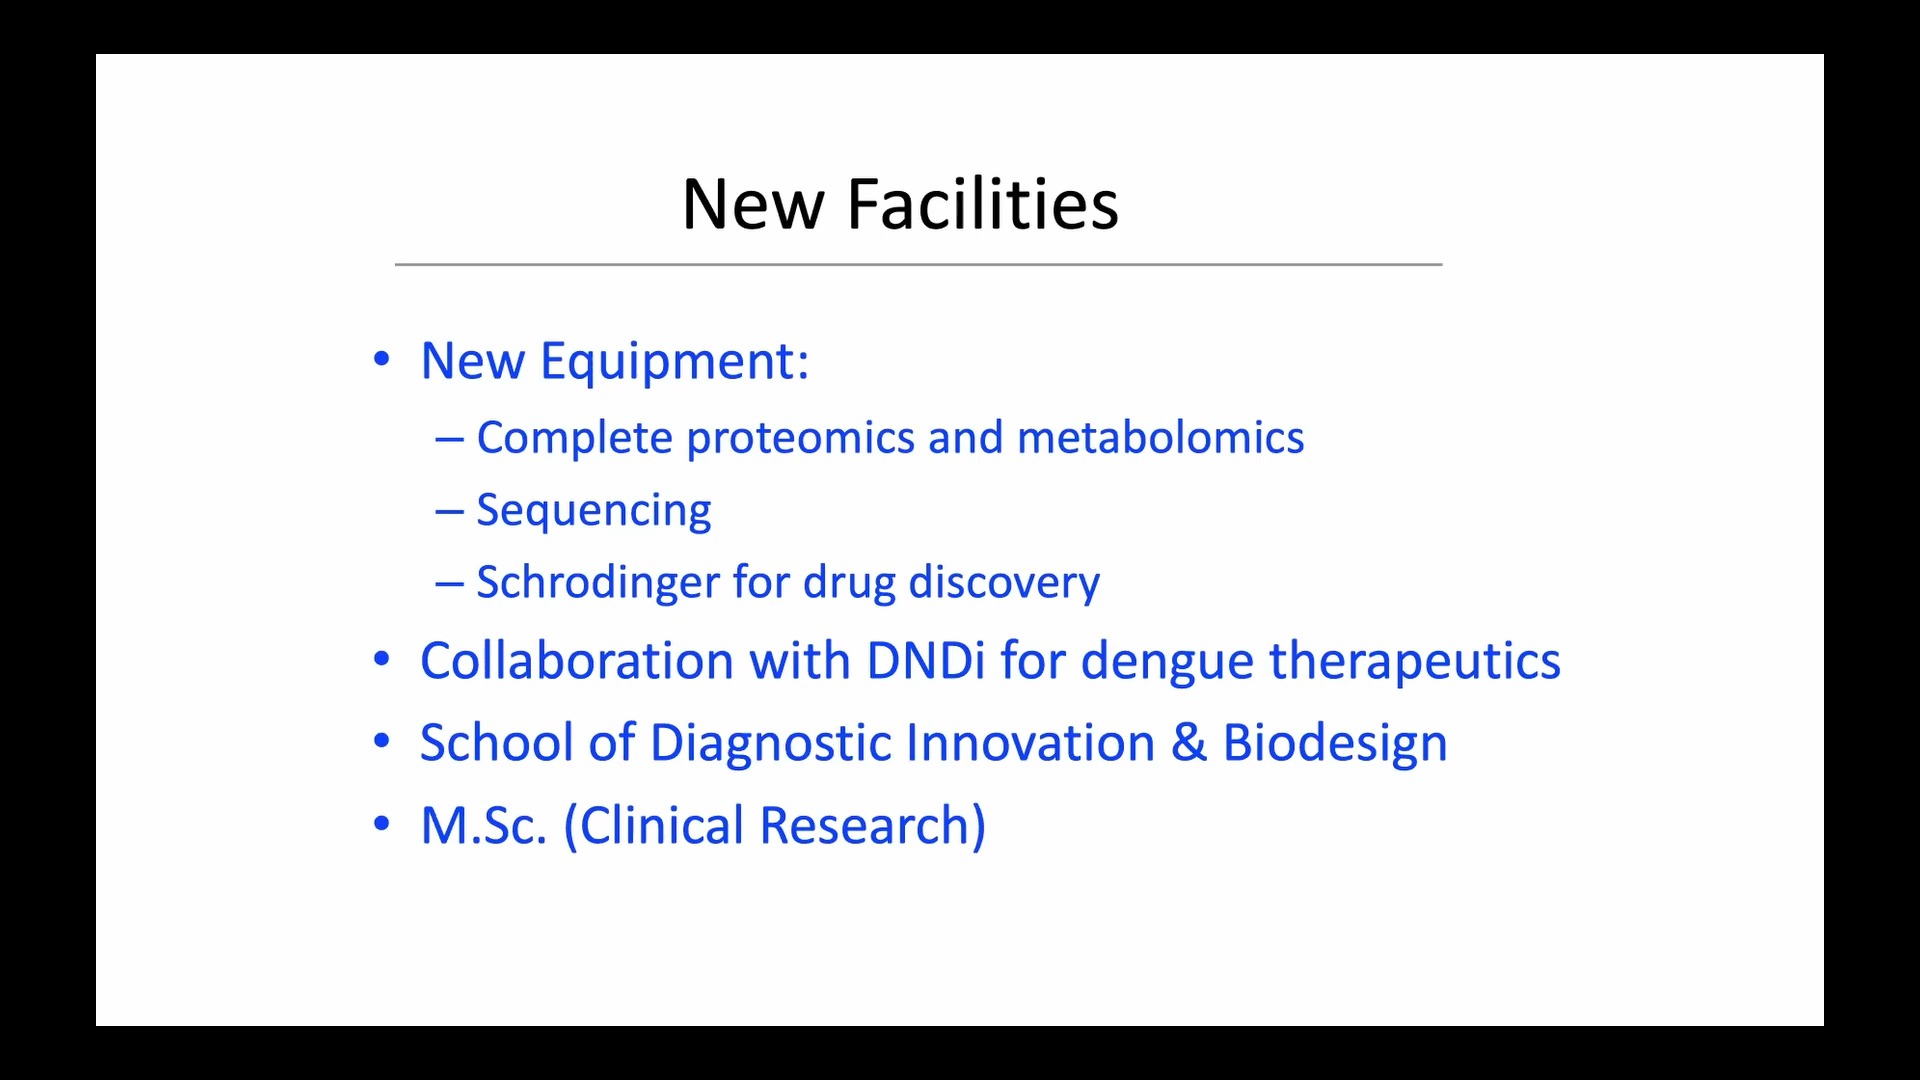 New Facilities
• New Equipment:
– Complete proteomics and metabolomics
– Sequencing
– Schrodinger for drug discovery
• Collaboration with DNDi for dengue therapeutics
• School of Diagnostic Innovation & Biodesign
• M.Sc. (Clinical Research)